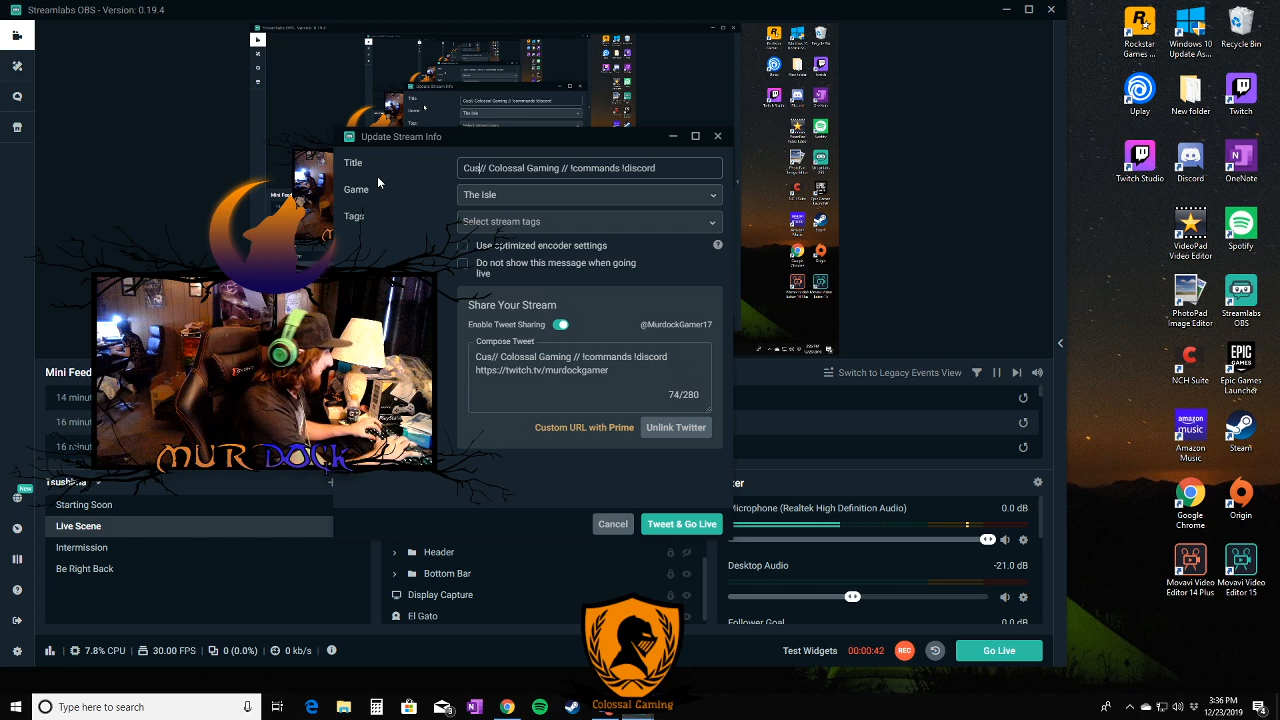 Streamlabs OBS - Version: 0.19.4
Update Stream Info
Title
Cus// Colossal Gaming // !commands !discord
Game
The Isle
Tags
Select stream tags
Use optimized encoder settings
Do not show this message when going
live
Share Your Stream
Enable Tweet Sharing
@MurdockGamer17
Compose Tweet
Cus// Colossal Gaming // !commands !discord
https://twitch.tv/murdockgamer
74/280
Custom URL with Prime
Unlink Twitter
Cancel
Tweet & Go Live
Mini Feed
14 minut
16 minut
16 minut
Switch to Legacy Events View
MURDOCK
New
Starting Soon
Live Scene
Intermission
Be Right Back
Header
Bottom Bar
Display Capture
El Gato
Microphone (Realtek High Definition Audio)
0.0 dB
Desktop Audio
-21.0 dB
Follower Goal
0.0 dB
7.8% CPU
30.00 FPS
0 (0.0%)
0 kb/s
Test Widgets
00:00:42
REC
Go Live
Colossal Gaming
Rockstar
Games ...
Windows 10
Update A...
Recycle Bin
Uplay
New folder
Twitch
Twitch Studio
Discord
OneNote
VideoPad
Video Editor
Spotify
PhotoPad
Image Editor
Streamlabs
OBS
NCH Suite
Epic Games
Launcher
Amazon
Music
Steam
Google
Chrome
Origin
Movavi Video
Editor 14 Plus
Movavi Video
Editor 15
Type here to search
3:36 PM
12/23/2019